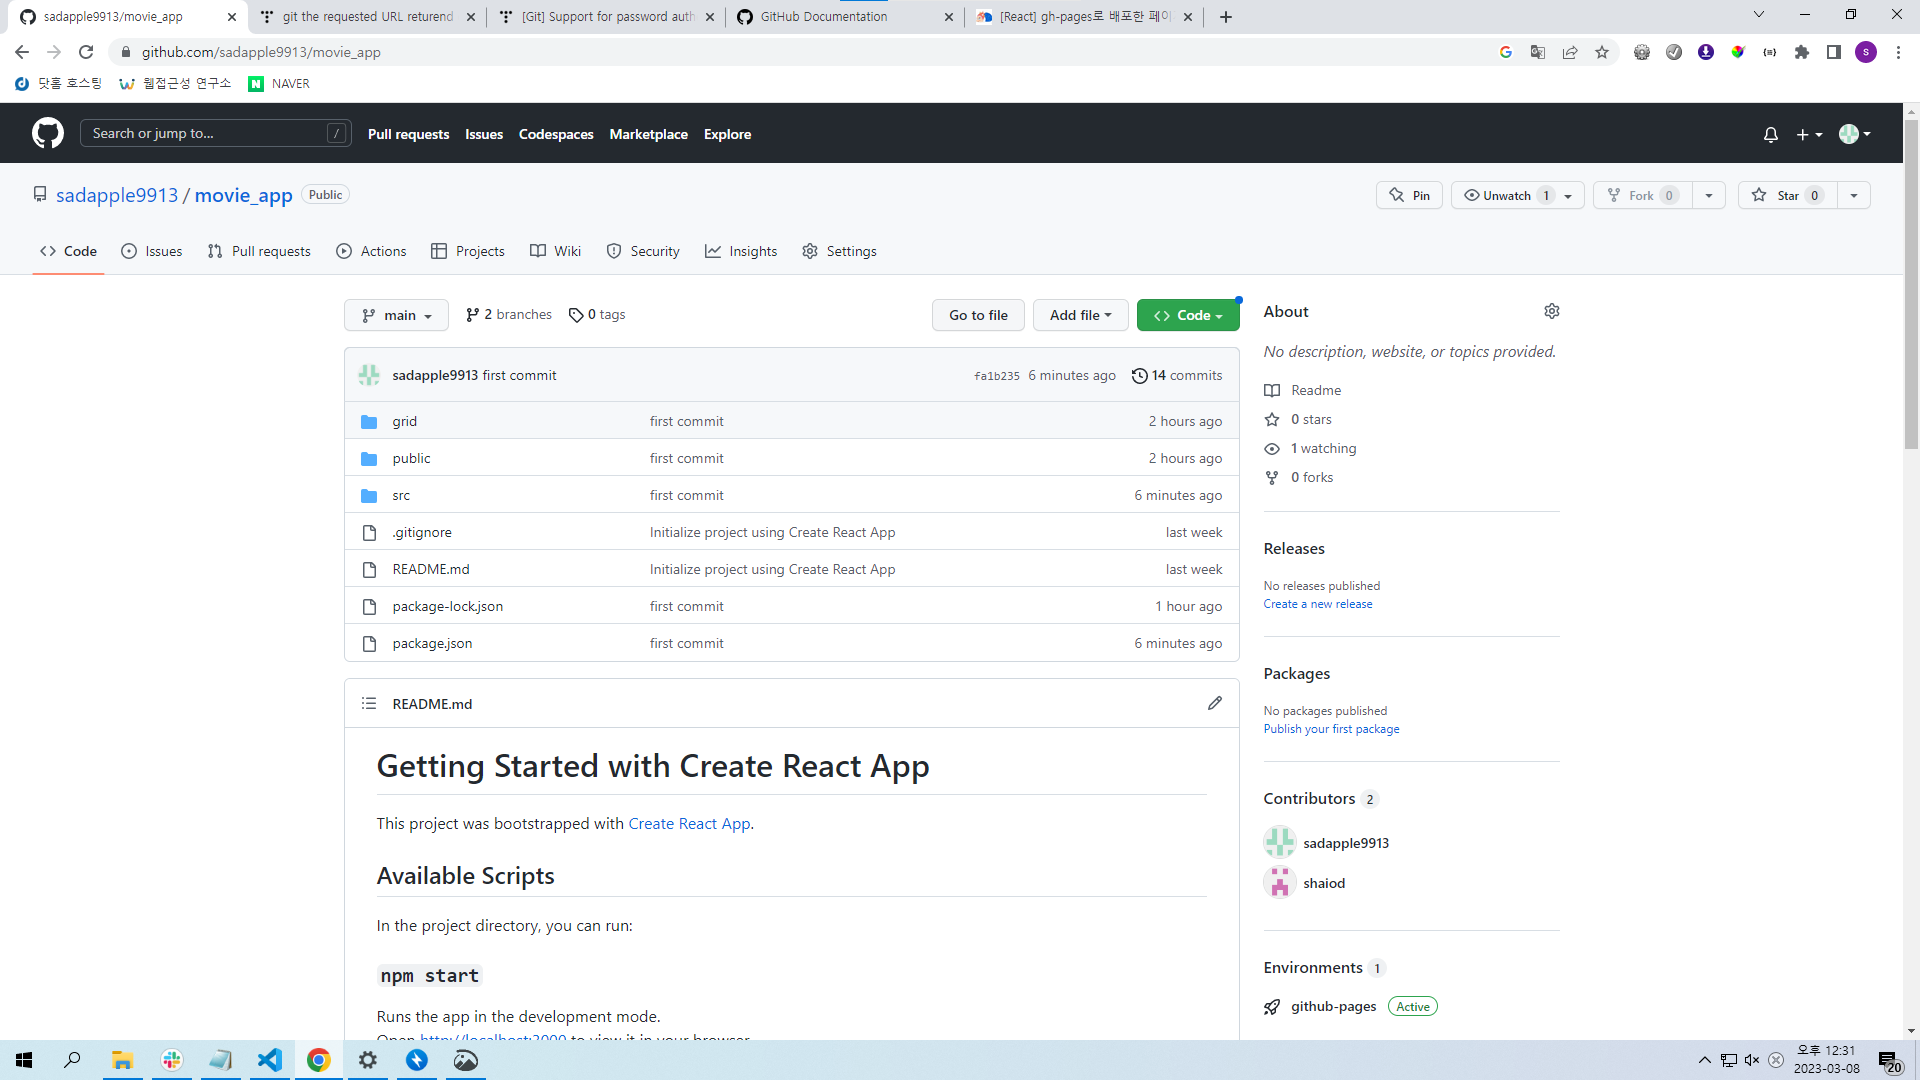 sadapple9913/movie_app
git the requested URL returend
[Git] Support for password auth
GitHub Documentation
[React] gh-pages로 배포한 페이
github.com/sadapple9913/movie_app
닷홈 호스팅
웹접근성 연구소
NAVER
Search or jump to...
/
Pull requests
Issues
Codespaces
Marketplace
Explore
sadapple9913 / movie_app
Public
Pin
Unwatch 1
Fork 0
Star 0
Code
Issues
Pull requests
Actions
Projects
Wiki
Security
Insights
Settings
main
2 branches
0 tags
Go to file
Add file
Code
sadapple9913 first commit
fa1b235 6 minutes ago
14 commits
grid first commit 2 hours ago
public first commit 2 hours ago
src first commit 6 minutes ago
.gitignore Initialize project using Create React App last week
README.md Initialize project using Create React App last week
package-lock.json first commit 1 hour ago
package.json first commit 6 minutes ago
README.md
Getting Started with Create React App
This project was bootstrapped with Create React App.
Available Scripts
In the project directory, you can run:
npm start
Runs the app in the development mode.
Open http://localhost:3000 to view it in your browser.
About
No description, website, or topics provided.
Readme
0 stars
1 watching
0 forks
Releases
No releases published
Create a new release
Packages
No packages published
Publish your first package
Contributors 2
sadapple9913
shaiod
Environments 1
github-pages Active
오후 12:31
2023-03-08
20